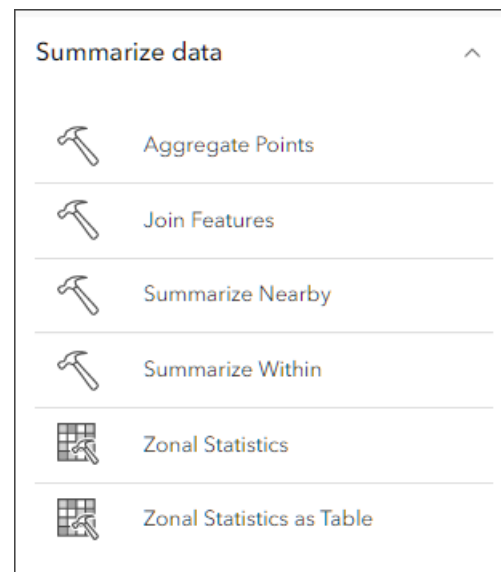 Summarize data
Aggregate Points
Join Features
Summarize Nearby
Summarize Within
Zonal Statistics
Zonal Statistics as Table